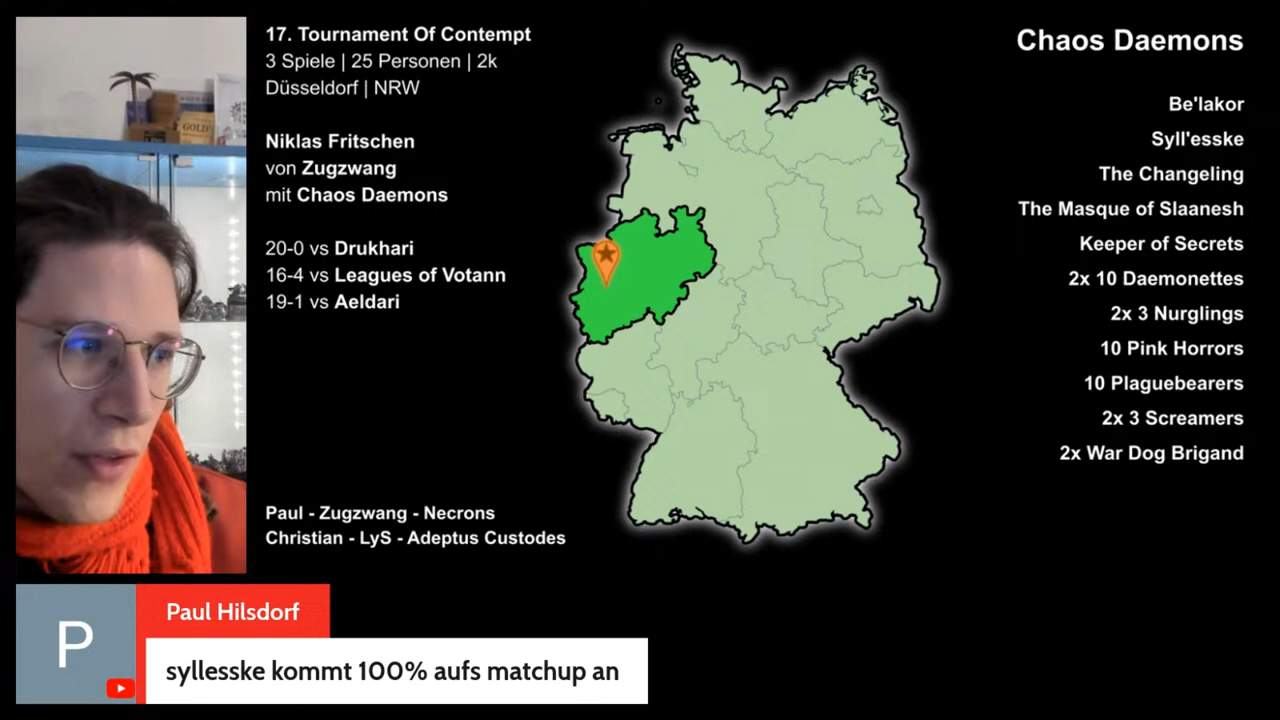 GOLD
17. Tournament Of Contempt
3 Spiele | 25 Personen | 2k
Düsseldorf | NRW
Niklas Fritschen
von Zugzwang
mit Chaos Daemons
20-0 vs Drukhari
16-4 vs Leagues of Votann
19-1 vs Aeldari
Paul - Zugzwang - Necrons
Christian - LyS - Adeptus Custodes
Chaos Daemons
Be'lakor
Syll'esske
The Changeling
The Masque of Slaanesh
Keeper of Secrets
2x 10 Daemonettes
2x 3 Nurglings
10 Pink Horrors
10 Plaguebearers
2x 3 Screamers
2x War Dog Brigand
P
Paul Hilsdorf
syllesske kommt 100% aufs matchup an